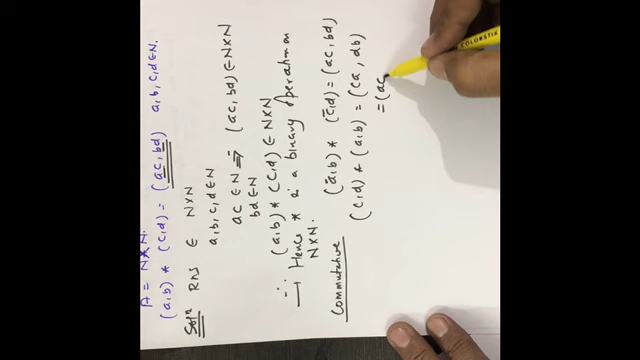 A = N×N.
(a,b) * (c,d) = (ac, bd) a,b,c,d ∈ N.
Solⁿ RHS ∈ N×N
a,b,c,d ∈ N
ac ∈ N ⇒ (ac, bd) ∈ N×N
bd ∈ N
∴ (a,b) * (c,d) ∈ N×N
Hence * is a binary operation on
N×N.
Commutative
(a,b) * (c,d) = (ac, bd)
(c,d) * (a,b) = (ca, db)
= (ac